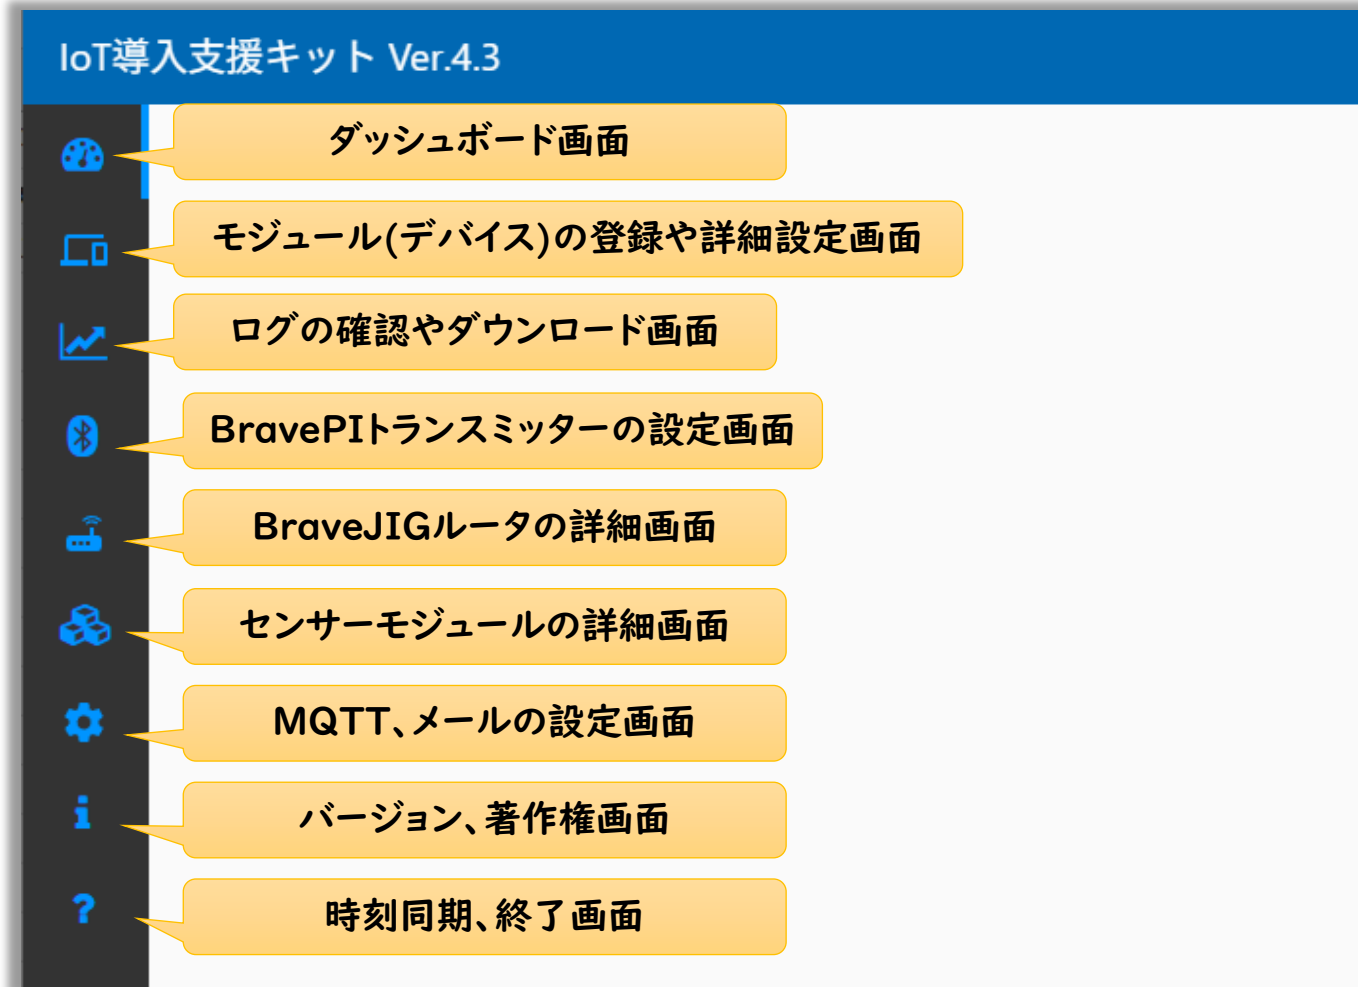 IoT導入支援キット Ver.4.3
ダッシュボード画面
モジュール(デバイス)の登録や詳細設定画面
ログの確認やダウンロード画面
BravePIトランスミッターの設定画面
BraveJIGルータの詳細画面
センサーモジュールの詳細画面
MQTT、メールの設定画面
バージョン、著作権画面
時刻同期、終了画面